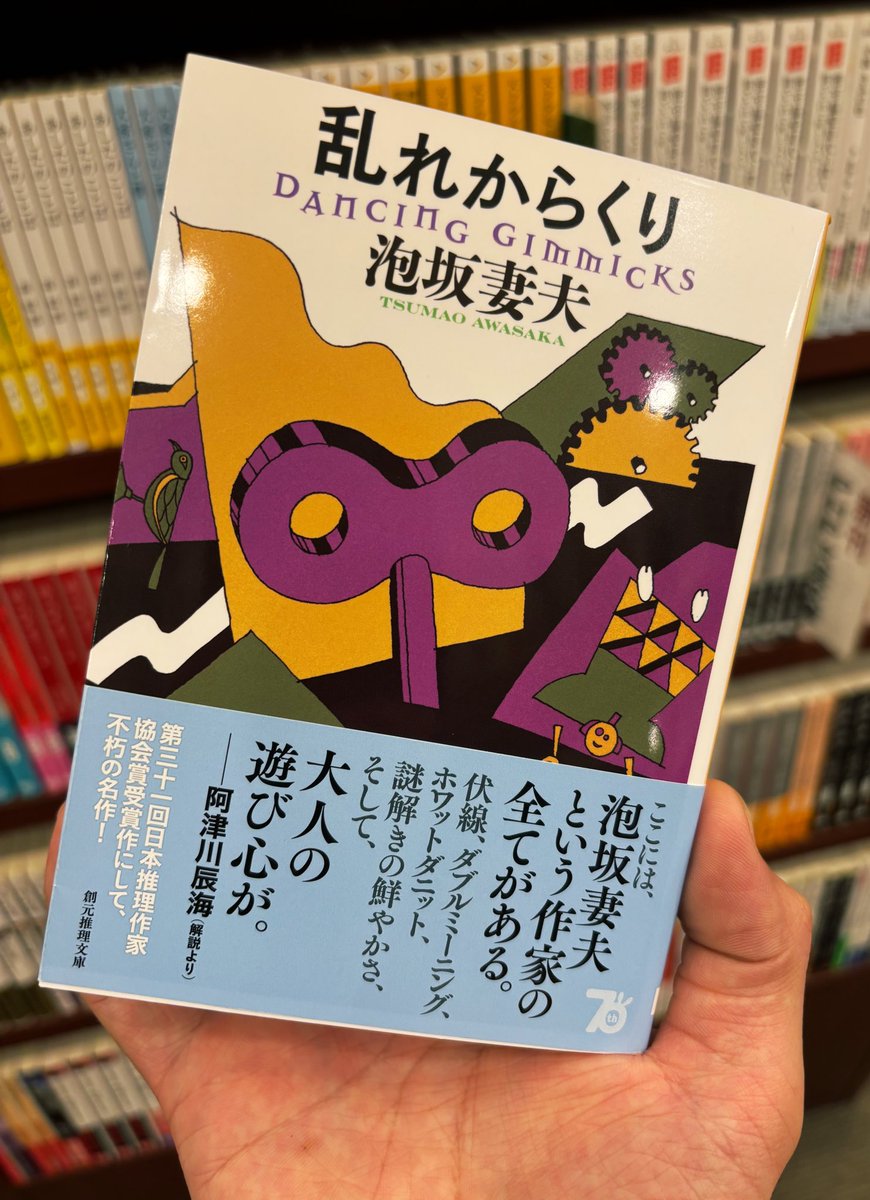 乱れからくり
DANCING GIMMICKS
泡坂妻夫
TSUMAO AWASAKA
ここには、
泡坂妻夫
という作家の
全てがある。
伏線、ダブルミーニング、
ホワットダニット、
謎解きの鮮やかさ、
そして、
大人の
遊び心が。
――阿津川辰海(解説より)
第三十一回日本推理作家
協会賞受賞作にして、
不朽の名作!
創元推理文庫
70th